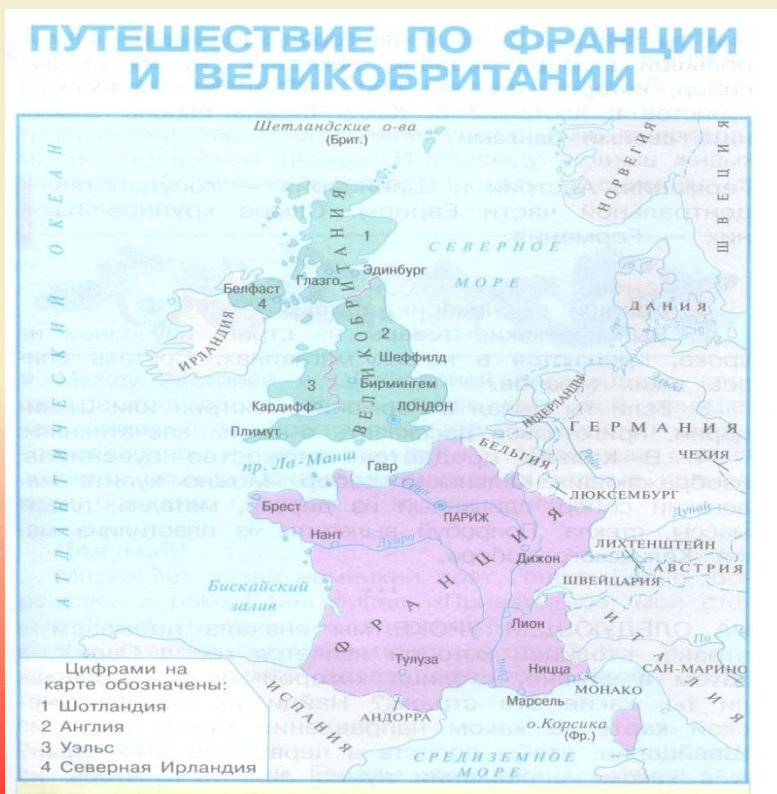 ПУТЕШЕСТВИЕ ПО ФРАНЦИИ
И ВЕЛИКОБРИТАНИИ
Шетландские о-ва
(Брит.)
АТЛАНТИЧЕСКИЙ ОКЕАН
НОРВЕГИЯ
ШВЕЦИЯ
ВЕЛИКОБРИТАНИЯ
1
СЕВЕРНОЕ
МОРЕ
Эдинбург
Глазго
Белфаст
4
ДАНИЯ
ИРЛАНДИЯ
2
Шеффилд
3
Бирмингем
Кардифф
ЛОНДОН
Плимут
НИДЕРЛАНДЫ
ГЕРМАНИЯ
БЕЛЬГИЯ
Рейн
ЧЕХИЯ
пр. Ла-Манш
Гавр
Сена
ЛЮКСЕМБУРГ
Брест
ПАРИЖ
Дунай
Нант
Луара
ФРАНЦИЯ
Дижон
ЛИХТЕНШТЕЙН
АВСТРИЯ
ШВЕЙЦАРИЯ
Бискайский
залив
Лион
ИТАЛИЯ
По
Тулуза
Рона
Ницца
САН-МАРИНО
МОНАКО
Марсель
ИСПАНИЯ
АНДОРРА
о.Корсика
(Фр.)
СРЕДИЗЕМНОЕ
МОРЕ
Цифрами на
карте обозначены:
1 Шотландия
2 Англия
3 Уэльс
4 Северная Ирландия